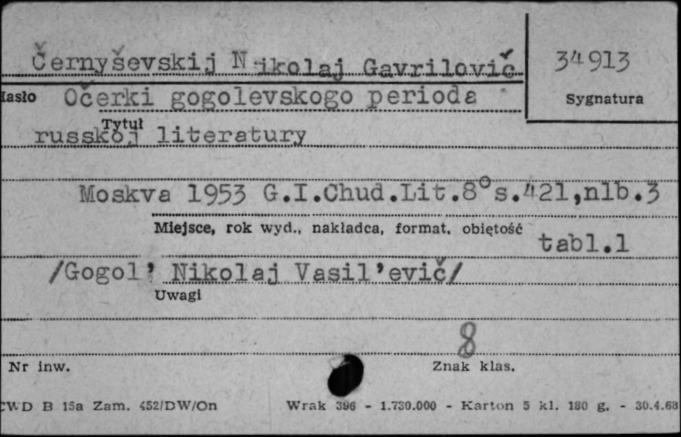 Černyševskij Nikolaj Gavrilovič
34913
Hasło
Očerki gogolevskogo perioda
Sygnatura
Tytuł
russkoj literatury
Moskva 1953 G.I.Chud.Lit.8° s.421,nlb.3
Miejsce, rok wyd., nakładca, format, objętość
tabl.1
/Gogol' Nikolaj Vasil'evič/
Uwagi
8
Nr inw.
Znak klas.
CWD B 15a Zam. 452/DW/On
Wrak 396 - 1.730.000 - Karton 5 kl. 180 g. - 30.4.68